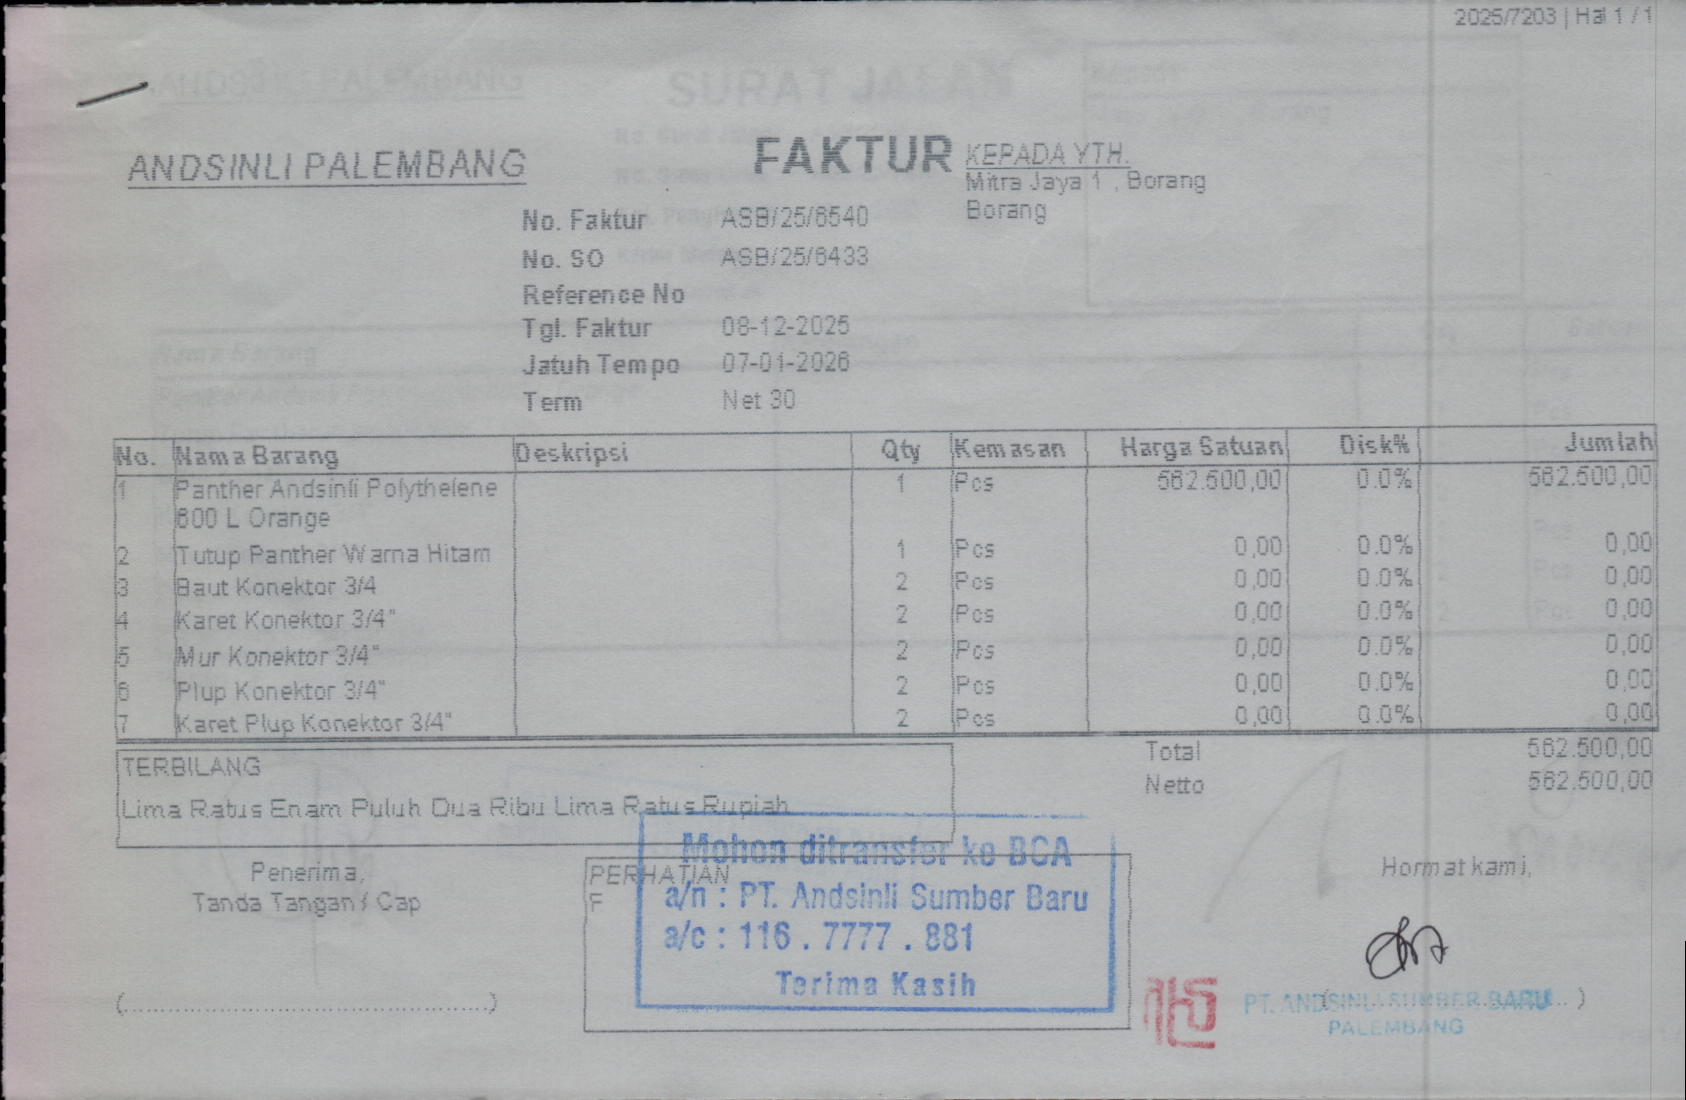 2025/7203 | Hal 1 / 1
ANDSINLI PALEMBANG
FAKTUR
KEPADA YTH.
Mitra Jaya 1 , Borang
Borang
No. Faktur ASB/25/6540
No. SO ASB/25/6433
Reference No
Tgl. Faktur 08-12-2025
Jatuh Tempo 07-01-2026
Term Net 30
No. Nama Barang Deskripsi Qty Kemasan Harga Satuan Disk% Jumlah
1 Panther Andsinli Polythelene 1 Pcs 562.500,00 0.0% 562.500,00
600 L Orange
2 Tutup Panther Warna Hitam 1 Pcs 0,00 0.0% 0,00
3 Baut Konektor 3/4 2 Pcs 0,00 0.0% 0,00
4 Karet Konektor 3/4" 2 Pcs 0,00 0.0% 0,00
5 Mur Konektor 3/4" 2 Pcs 0,00 0.0% 0,00
6 Plup Konektor 3/4" 2 Pcs 0,00 0.0% 0,00
7 Karet Plup Konektor 3/4" 2 Pcs 0,00 0.0% 0,00
Total 562.500,00
Netto 562.500,00
TERBILANG
Lima Ratus Enam Puluh Dua Ribu Lima Ratus Rupiah
Penerima,
Tanda Tangan / Cap
(................................................)
PERHATIAN
F
Mohon ditransfer ke BCA
a/n : PT. Andsinli Sumber Baru
a/c : 116 . 7777 . 881
Terima Kasih
Hormat kami,
PT. ANDSINLI SUMBER BARU
PALEMBANG